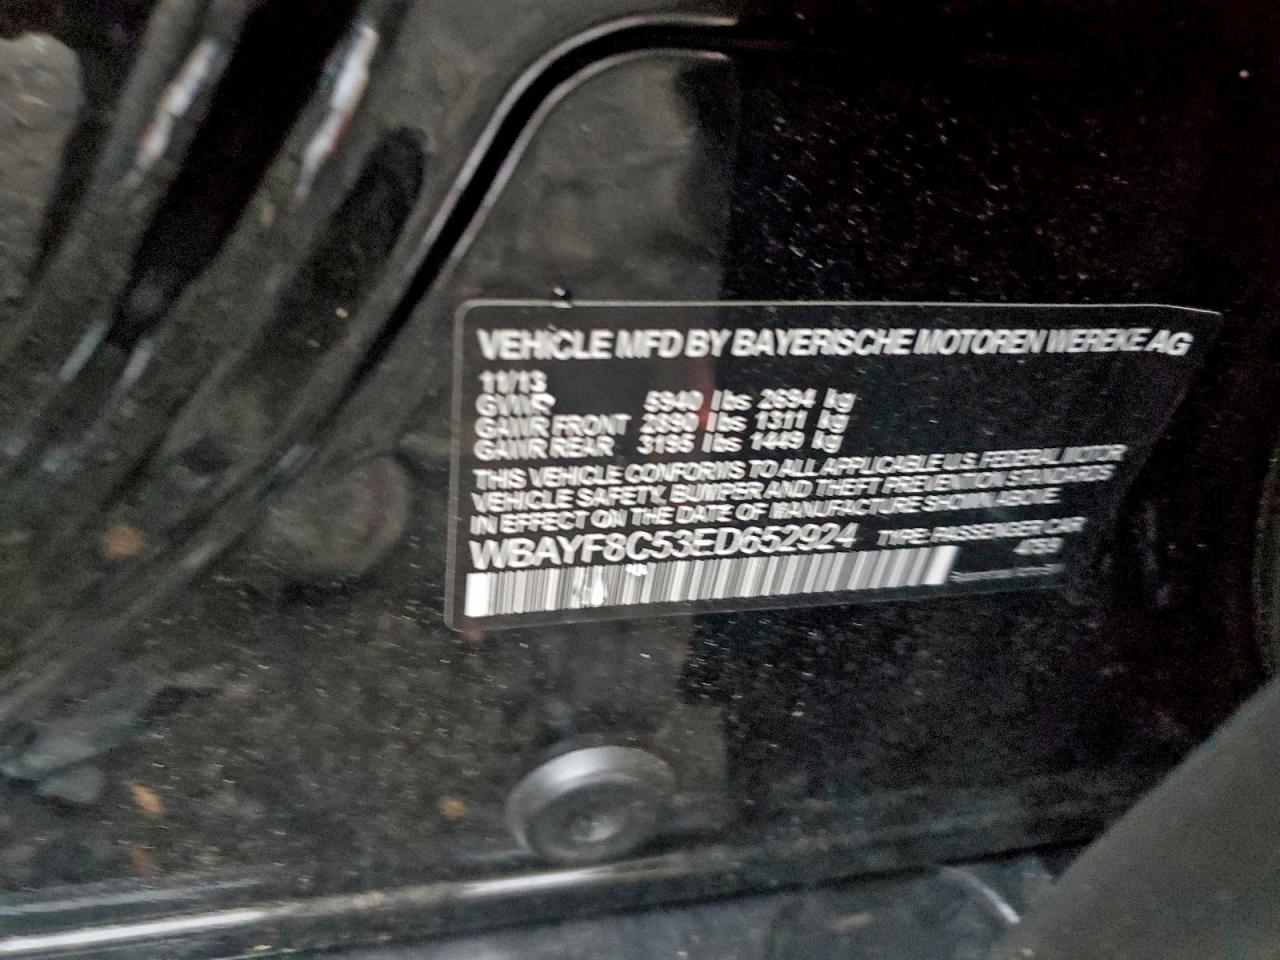 VEHICLE MFD BY BAYERISCHE MOTOREN WEREKE AG
11/13
GVWR 5940 lbs 2694 kg
GAWR FRONT 2890 lbs 1311 kg
GAWR REAR 3195 lbs 1449 kg
THIS VEHICLE CONFORMS TO ALL APPLICABLE U.S. FEDERAL MOTOR
VEHICLE SAFETY, BUMPER AND THEFT PREVENTION STANDARDS
IN EFFECT ON THE DATE OF MANUFACTURE SHOWN ABOVE
WBAYF8C53ED652924 TYPE: PASSENGER CAR